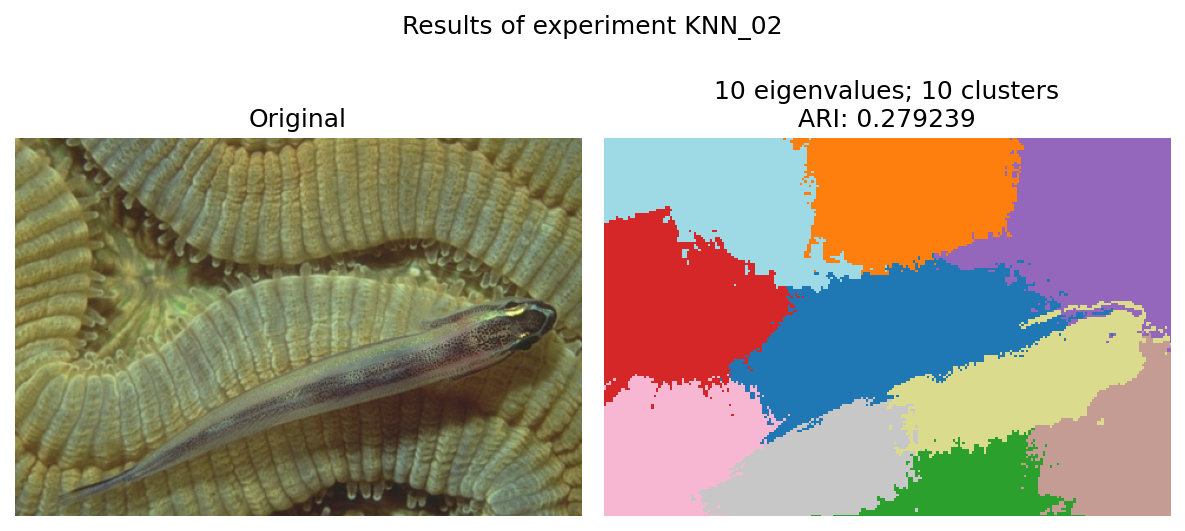 Results of experiment KNN_02
Original
10 eigenvalues; 10 clusters
ARI: 0.279239